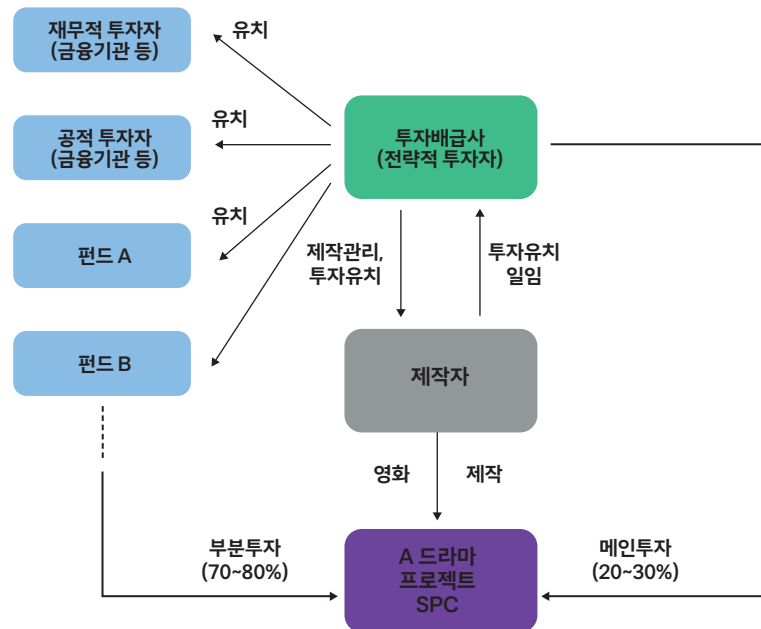 재무적 투자자
(금융기관 등)
유치
공적 투자자
(금융기관 등)
유치
투자배급사
(전략적 투자자)
유치
펀드 A
제작관리,
투자유치
투자유치
일임
펀드 B
제작자
영화
제작
부분투자
(70~80%)
A 드라마
프로젝트
SPC
메인투자
(20~30%)